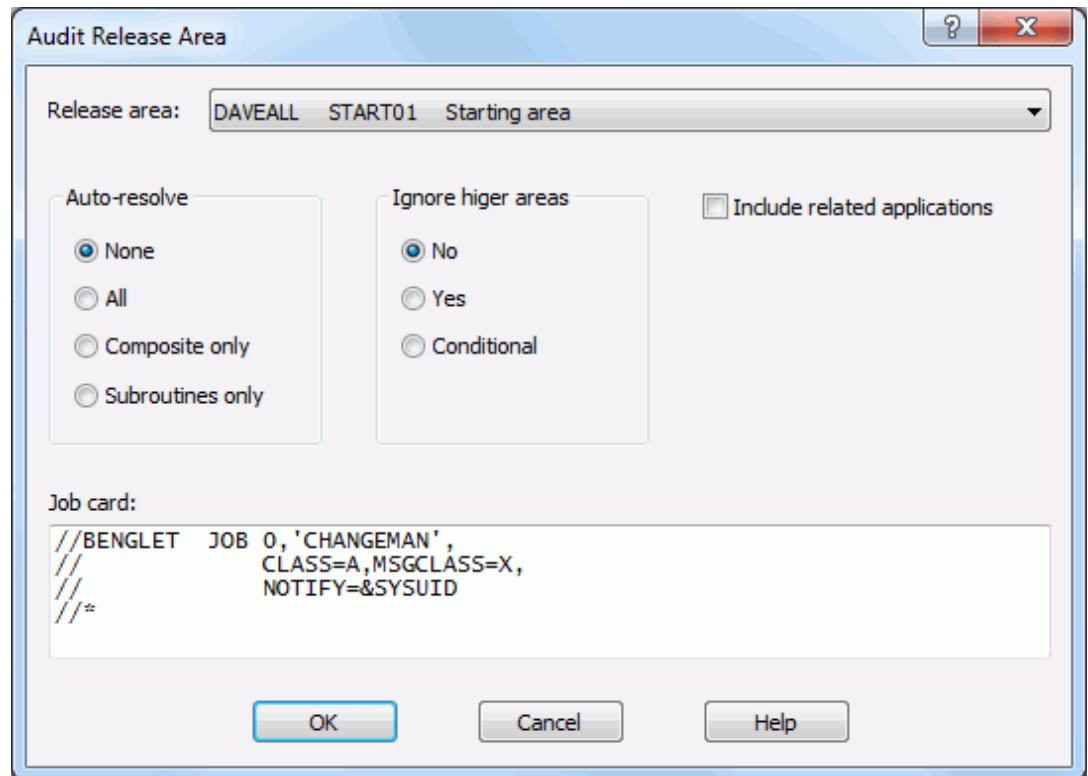 Audit Release Area
?
X
Release area: DAVEALL START01 Starting area
Auto-resolve
None
All
Composite only
Subroutines only
Ignore higer areas
No
Yes
Conditional
Include related applications
Job card:
//BENGLET  JOB 0,'CHANGEMAN',
//             CLASS=A,MSGCLASS=X,
//             NOTIFY=&SYSUID
//*
OK
Cancel
Help